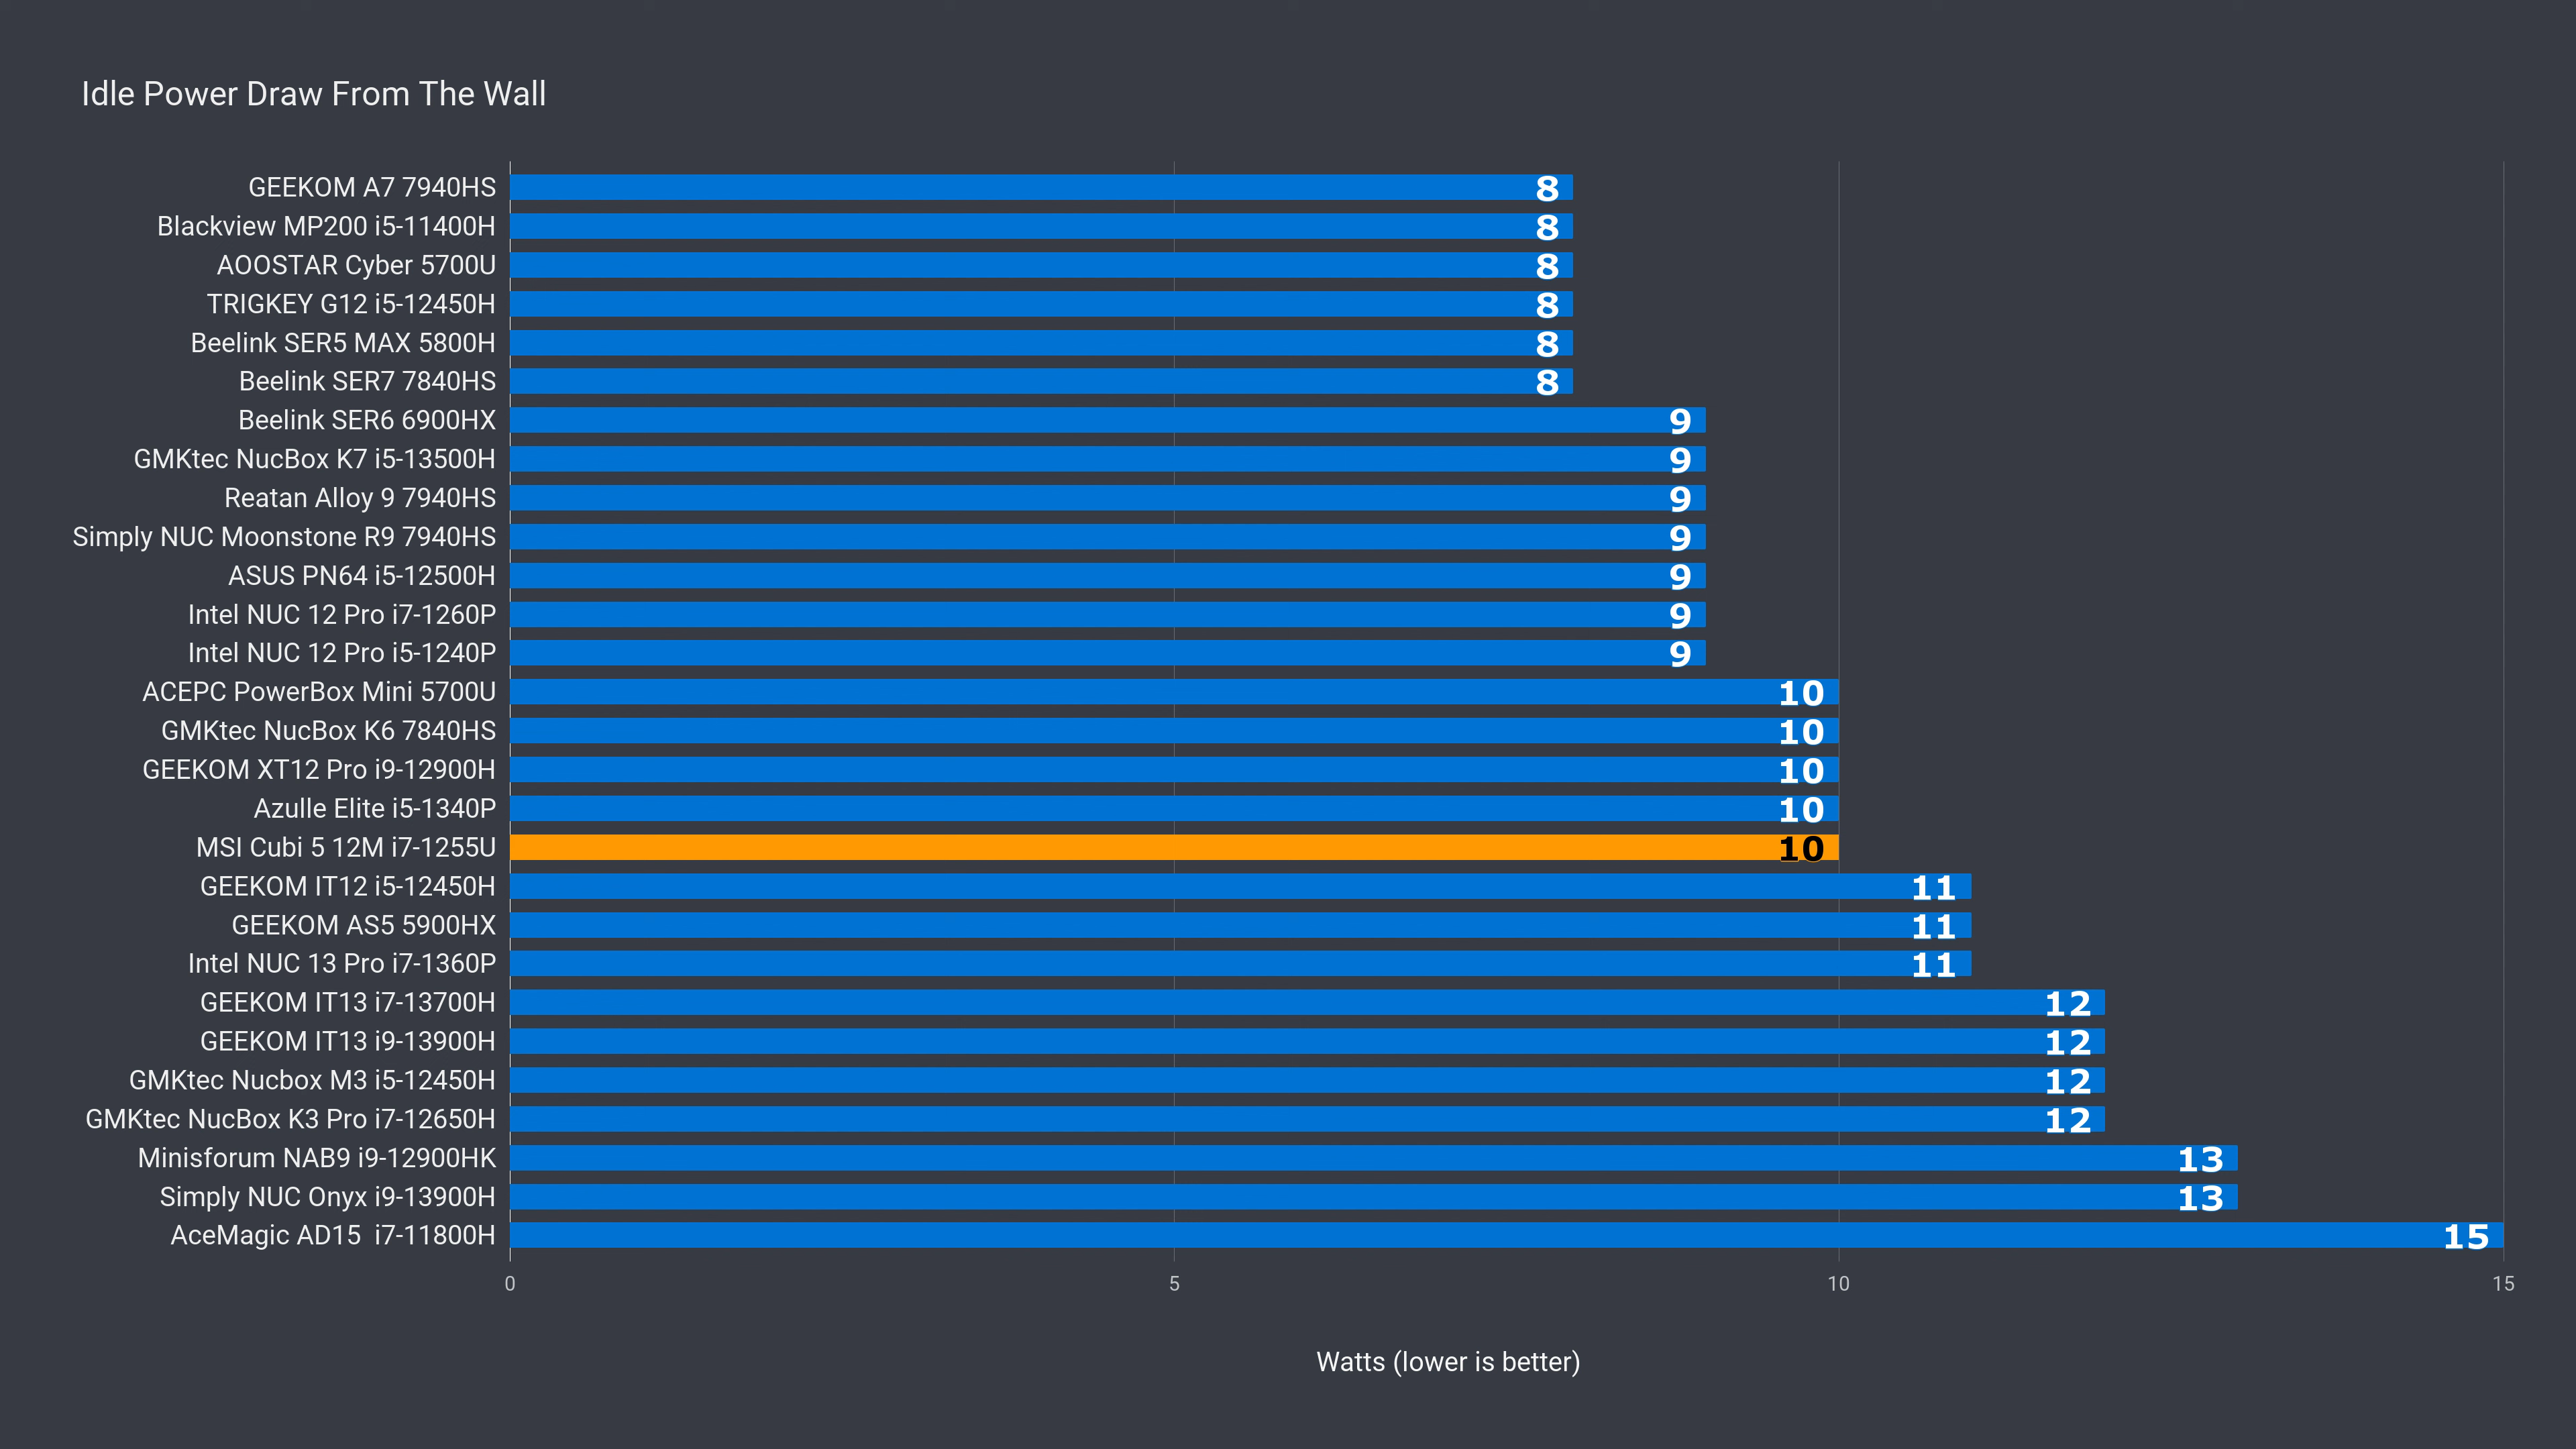 Idle Power Draw From The Wall
GEEKOM A7 7940HS 8
Blackview MP200 i5-11400H 8
AOOSTAR Cyber 5700U 8
TRIGKEY G12 i5-12450H 8
Beelink SER5 MAX 5800H 8
Beelink SER7 7840HS 8
Beelink SER6 6900HX 9
GMKtec NucBox K7 i5-13500H 9
Reatan Alloy 9 7940HS 9
Simply NUC Moonstone R9 7940HS 9
ASUS PN64 i5-12500H 9
Intel NUC 12 Pro i7-1260P 9
Intel NUC 12 Pro i5-1240P 9
ACEPC PowerBox Mini 5700U 10
GMKtec NucBox K6 7840HS 10
GEEKOM XT12 Pro i9-12900H 10
Azulle Elite i5-1340P 10
MSI Cubi 5 12M i7-1255U 10
GEEKOM IT12 i5-12450H 11
GEEKOM AS5 5900HX 11
Intel NUC 13 Pro i7-1360P 11
GEEKOM IT13 i7-13700H 12
GEEKOM IT13 i9-13900H 12
GMKtec Nucbox M3 i5-12450H 12
GMKtec NucBox K3 Pro i7-12650H 12
Minisforum NAB9 i9-12900HK 13
Simply NUC Onyx i9-13900H 13
AceMagic AD15  i7-11800H 15
0 5 10 15
Watts (lower is better)